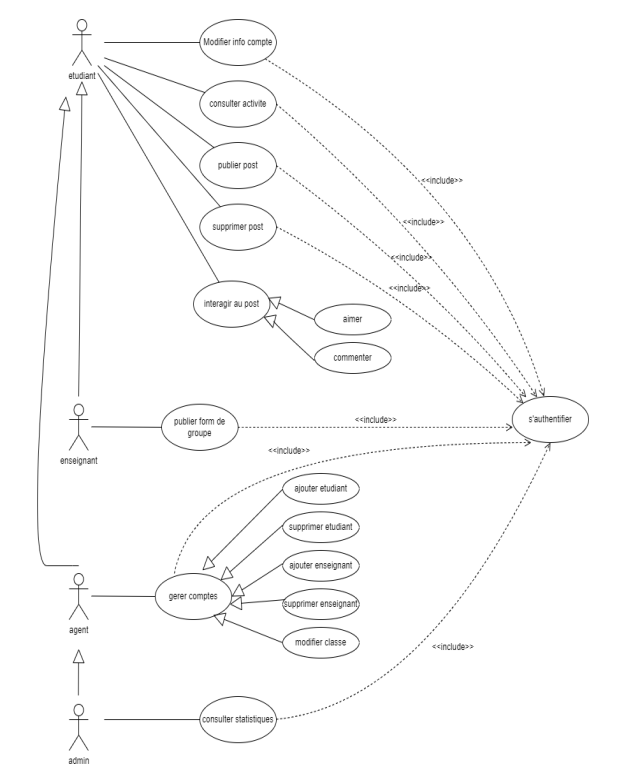 Modifier info compte
etudiant
consulter activite
publier post
<<include>>
supprimer post
<<include>>
<<include>>
<<include>>
interagir au post
aimer
commenter
publier form de
groupe
<<include>>
s'authentifier
enseignant
<<include>>
ajouter etudiant
supprimer etudiant
ajouter enseignant
gerer comptes
supprimer enseignant
agent
modifier classe
<<include>>
consulter statistiques
admin